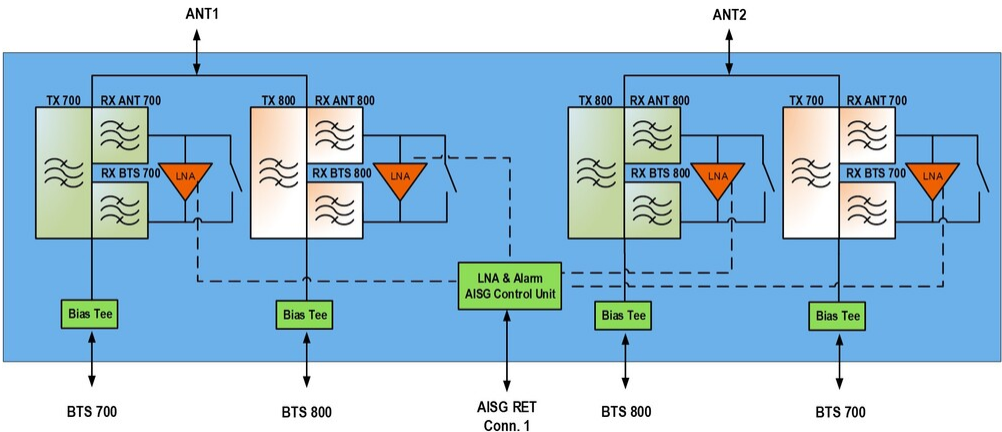 ANT1
ANT2
TX 700
RX ANT 700
TX 800
RX ANT 800
TX 800
RX ANT 800
TX 700
RX ANT 700
LNA
RX BTS 700
LNA
RX BTS 800
LNA
RX BTS 800
LNA
RX BTS 700
LNA & Alarm
AISG Control Unit
Bias Tee
Bias Tee
Bias Tee
Bias Tee
BTS 700
BTS 800
AISG RET
Conn. 1
BTS 800
BTS 700